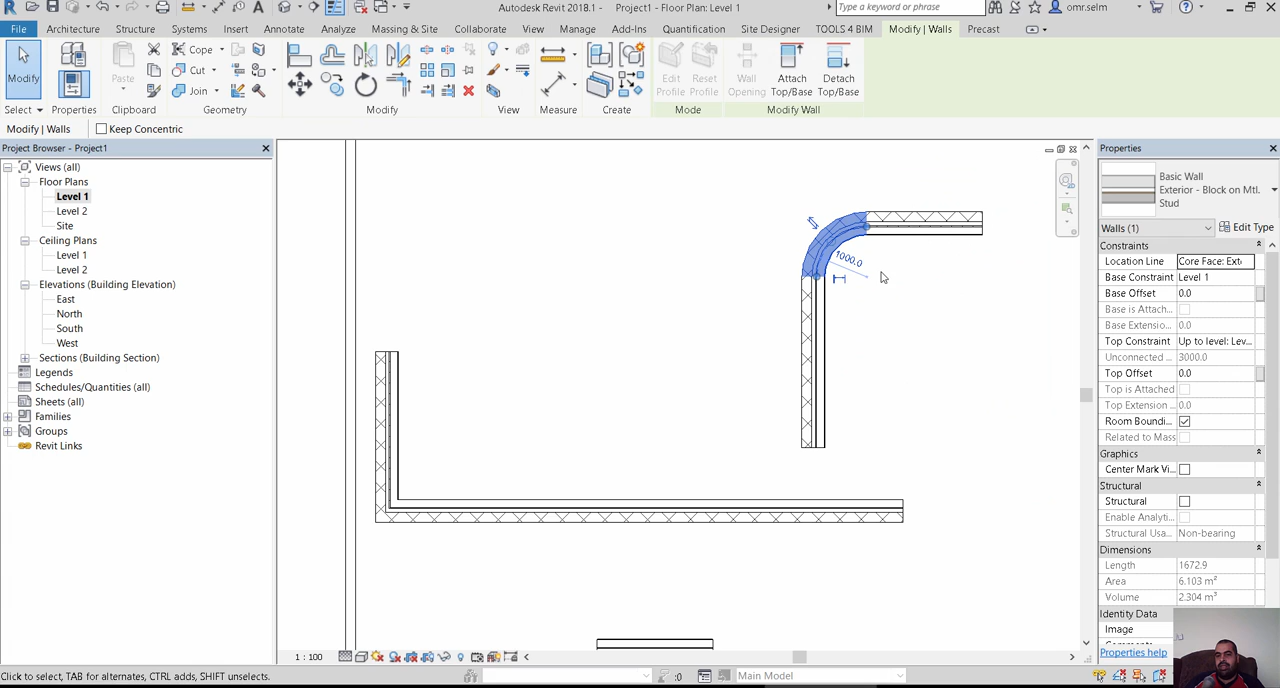 Autodesk Revit 2018.1 - Project1 - Floor Plan: Level 1
Type a keyword or phrase
omr.selm
File Architecture Structure Systems Insert Annotate Analyze Massing & Site Collaborate View Manage Add-Ins Quantification Site Designer TOOLS 4 BIM Modify | Walls Precast
Modify
Paste
Cope
Cut
Join
Edit Profile
Reset Profile
Wall Opening
Attach Top/Base
Detach Top/Base
Select Properties Clipboard Geometry Modify View Measure Create Mode Modify Wall
Modify | Walls Keep Concentric
Project Browser - Project1
Views (all)
Floor Plans
Level 1
Level 2
Site
Ceiling Plans
Level 1
Level 2
Elevations (Building Elevation)
East
North
South
West
Sections (Building Section)
Legends
Schedules/Quantities (all)
Sheets (all)
Families
Groups
Revit Links
1000.0
Properties
Basic Wall
Exterior - Block on Mtl.
Stud
Walls (1) Edit Type
Constraints
Location Line Core Face: Ext
Base Constraint Level 1
Base Offset 0.0
Base is Attach...
Base Extensio... 0.0
Top Constraint Up to level: Lev...
Unconnected ... 3000.0
Top Offset 0.0
Top is Attached
Top Extension ... 0.0
Room Boundi...
Related to Mass
Graphics
Center Mark Vi...
Structural
Structural
Enable Analyti...
Structural Usa... Non-bearing
Dimensions
Length 1672.9
Area 6.103 m²
Volume 2.304 m³
Identity Data
Image
Properties help
1 : 100
Click to select, TAB for alternates, CTRL adds, SHIFT unselects.
:0
Main Model